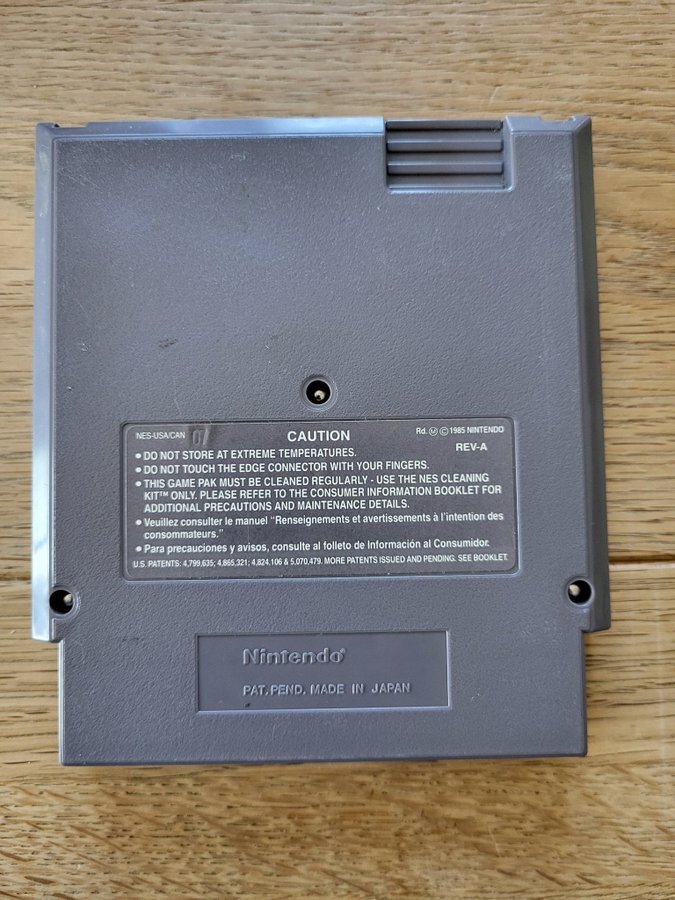 NES-USA/CAN 07 CAUTION Rd. Ⓜ © 1985 NINTENDO
REV-A
• DO NOT STORE AT EXTREME TEMPERATURES.
• DO NOT TOUCH THE EDGE CONNECTOR WITH YOUR FINGERS.
• THIS GAME PAK MUST BE CLEANED REGULARLY - USE THE NES CLEANING
KIT™ ONLY. PLEASE REFER TO THE CONSUMER INFORMATION BOOKLET FOR
ADDITIONAL PRECAUTIONS AND MAINTENANCE DETAILS.
• Veuillez consulter le manuel "Renseignements et avertissements à l'intention des
consommateurs."
• Para precauciones y avisos, consulte al folleto de Información al Consumidor.
U.S. PATENTS: 4,799,635; 4,865,321; 4,824,106 & 5,070,479. MORE PATENTS ISSUED AND PENDING. SEE BOOKLET.
Nintendo®
PAT. PEND. MADE IN JAPAN